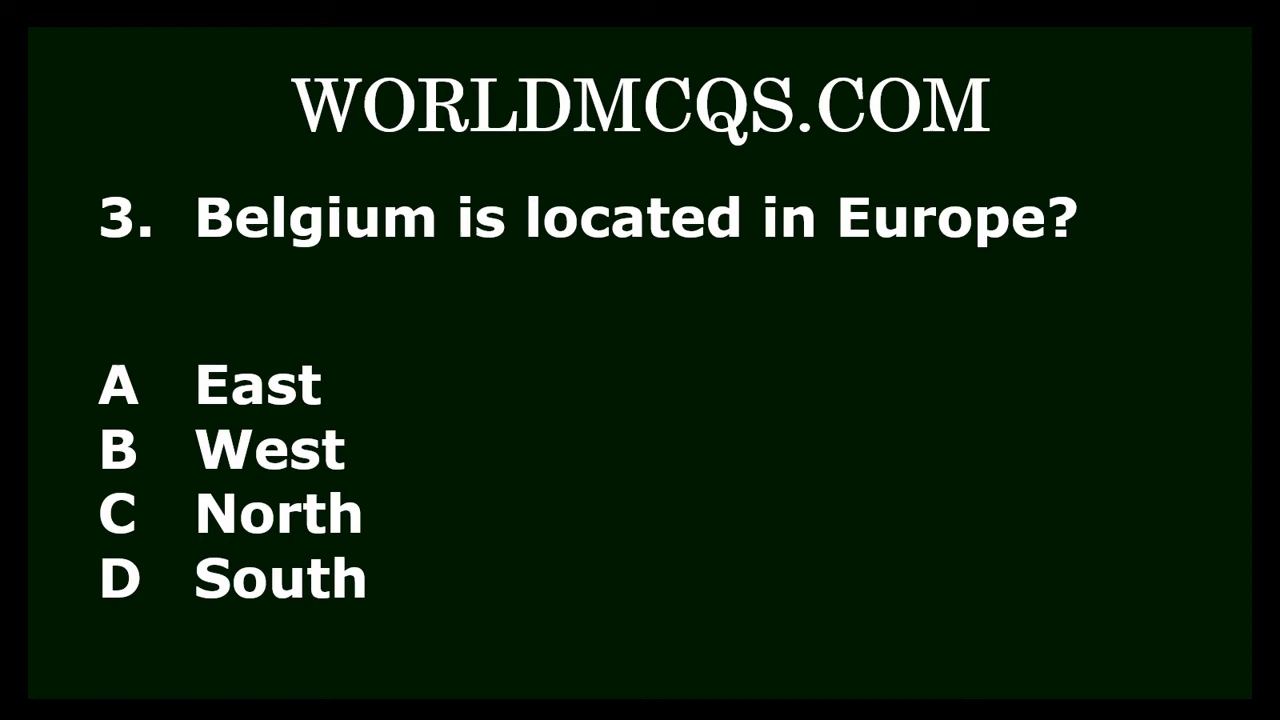 WORLDMCQS.COM
3. Belgium is located in Europe?
A East
B West
C North
D South